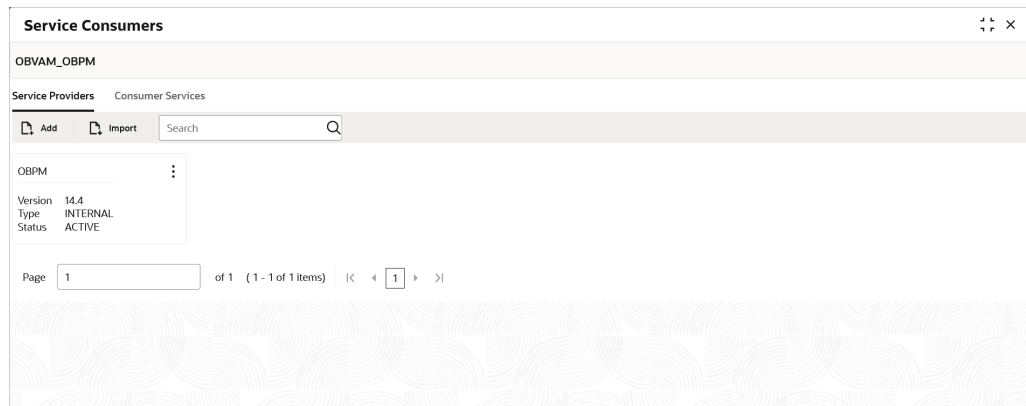 Service Consumers
OBVAM_OBPM
Service Providers Consumer Services
Add Import Search
OBPM
Version 14.4
Type INTERNAL
Status ACTIVE
Page 1 of 1 ( 1 - 1 of 1 items) 1